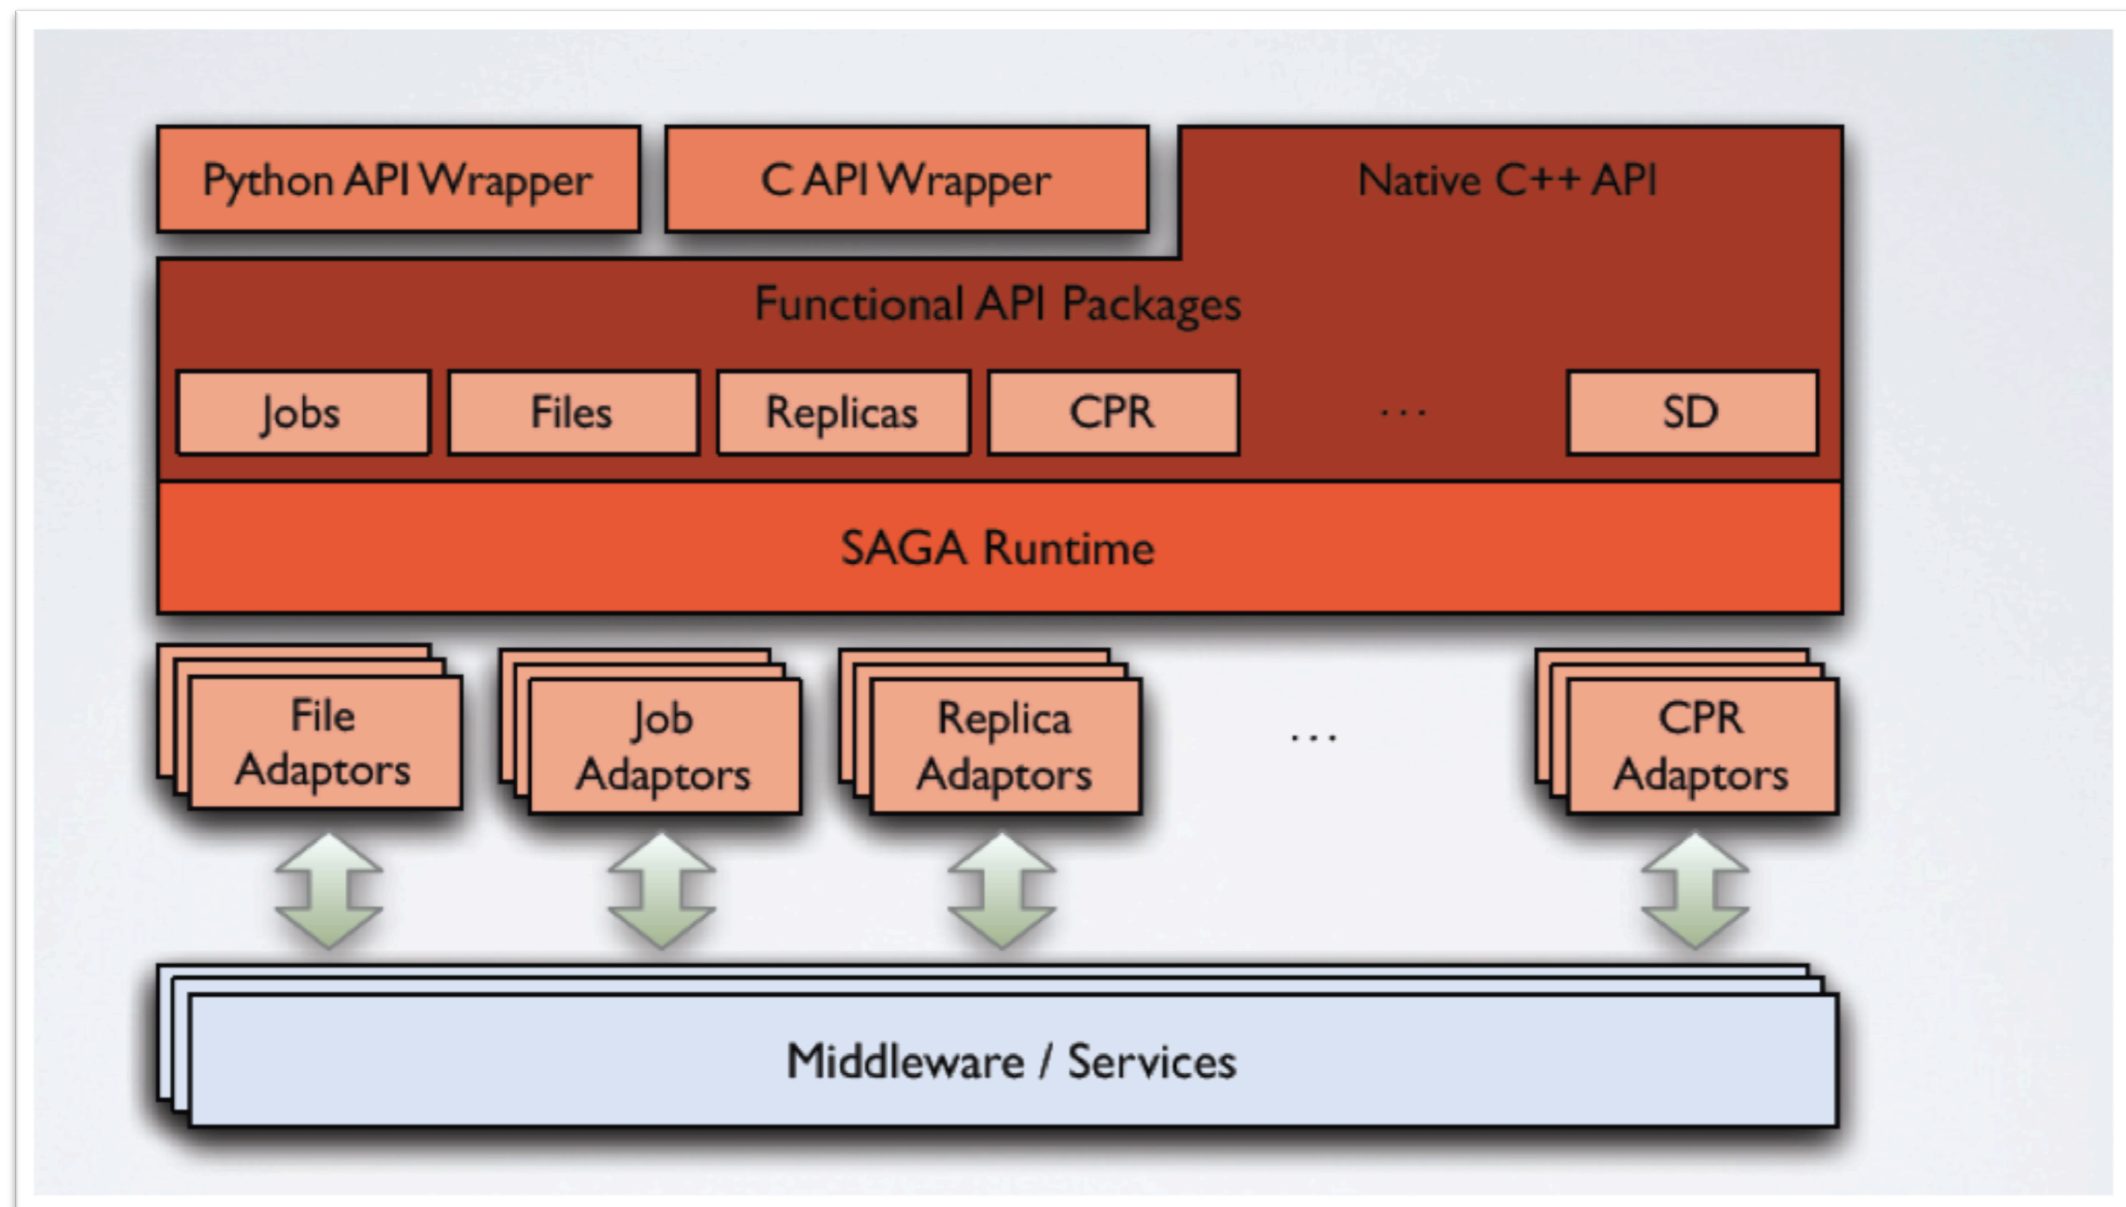 Python API Wrapper
C API Wrapper
Native C++ API
Functional API Packages
Jobs
Files
Replicas
CPR
...
SD
SAGA Runtime
File
Adaptors
Job
Adaptors
Replica
Adaptors
...
CPR
Adaptors
Middleware / Services